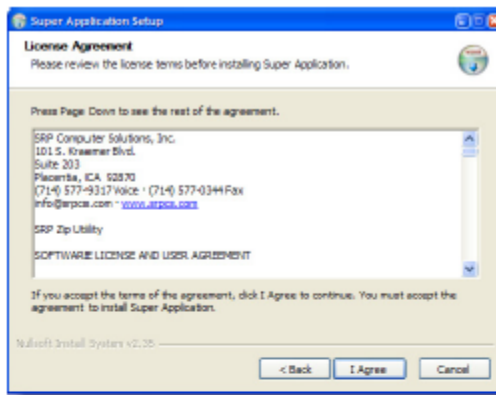 Super Application Setup
License Agreement
Please review the license terms before installing Super Application.
Press Page Down to see the rest of the agreement.
SRP Computer Solutions, Inc.
101 S. Kraemer Blvd.
Suite 203
Placentia, ICA 92870
(714) 577-9317 Voice - (714) 577-0344 Fax
info@srpcs.com - www.srpcs.com
SRP Zip Utility
SOFTWARE LICENSE AND USER AGREEMENT
If you accept the terms of the agreement, click I Agree to continue. You must accept the
agreement to install Super Application.
Nullsoft Install System v2.35
< Back
I Agree
Cancel